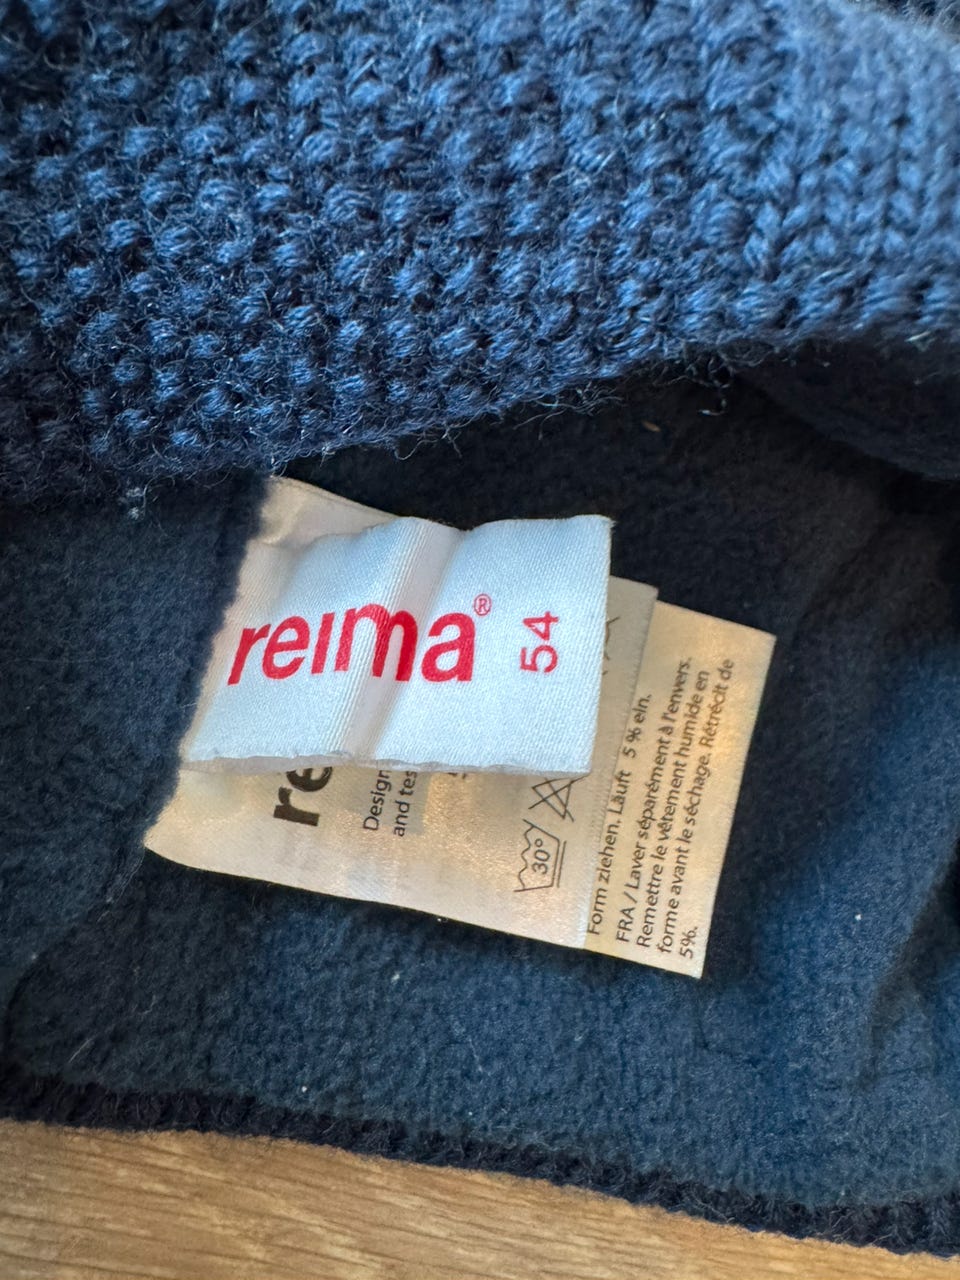 reima®
54
re
Design
and tes
30°
Form ziehen. Läuft 5 % ein.
FRA / Laver séparément à l'envers.
Remettre le vêtement humide en
forme avant le séchage. Rétrécit de
5%.